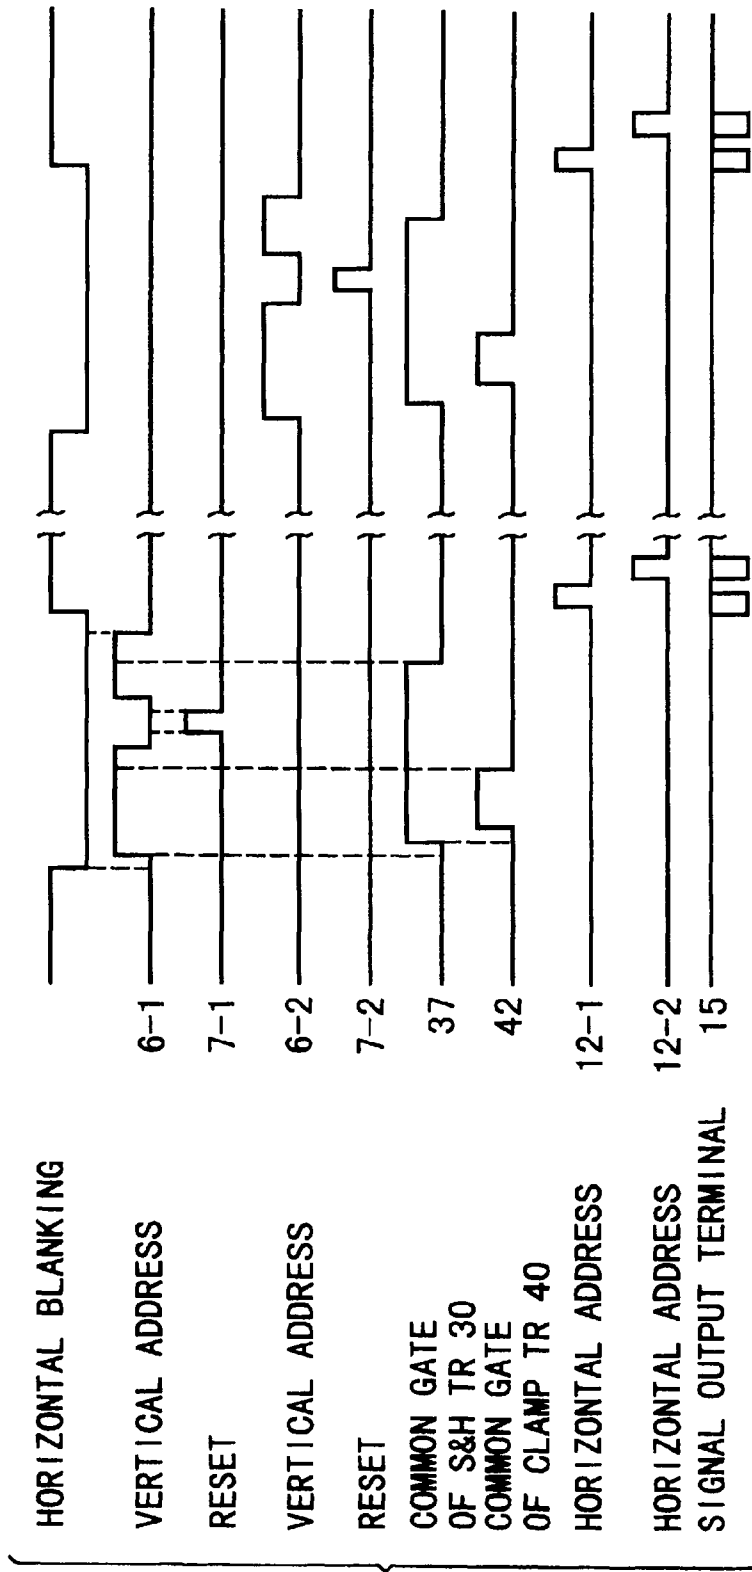 HORIZONTAL BLANKING
VERTICAL ADDRESS 6-1
RESET 7-1
VERTICAL ADDRESS 6-2
RESET 7-2
COMMON GATE
OF S&H TR 30 37
COMMON GATE
OF CLAMP TR 40 42
HORIZONTAL ADDRESS 12-1
HORIZONTAL ADDRESS 12-2
SIGNAL OUTPUT TERMINAL 15